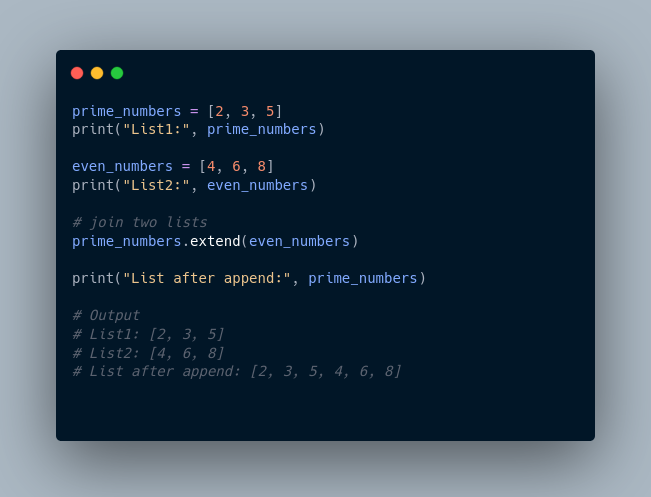 prime_numbers = [2, 3, 5]
print("List1:", prime_numbers)
even_numbers = [4, 6, 8]
print("List2:", even_numbers)
# join two lists
prime_numbers.extend(even_numbers)
print("List after append:", prime_numbers)
# Output
# List1: [2, 3, 5]
# List2: [4, 6, 8]
# List after append: [2, 3, 5, 4, 6, 8]